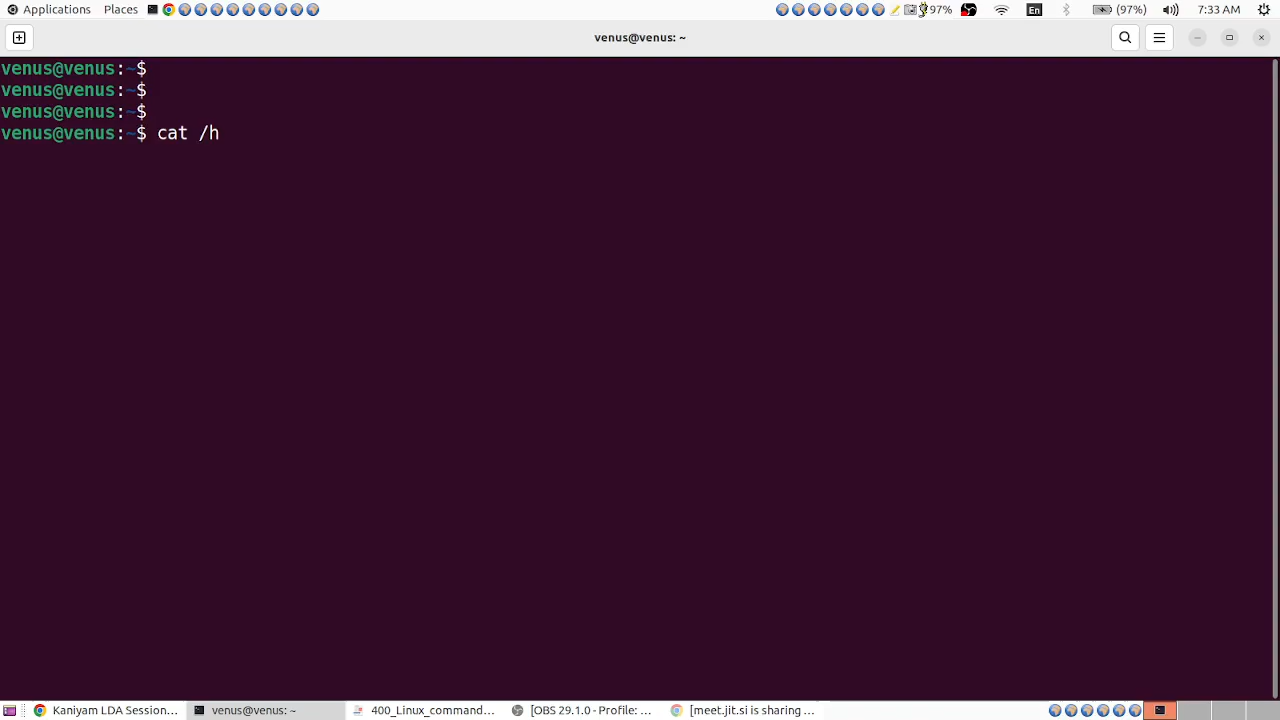 Applications Places 97% En (97%) 7:33 AM
venus@venus: ~
venus@venus:~$
venus@venus:~$
venus@venus:~$
venus@venus:~$ cat /h
Kaniyam LDA Session... venus@venus: ~ 400_Linux_command... [OBS 29.1.0 - Profile: ... [meet.jit.si is sharing ...